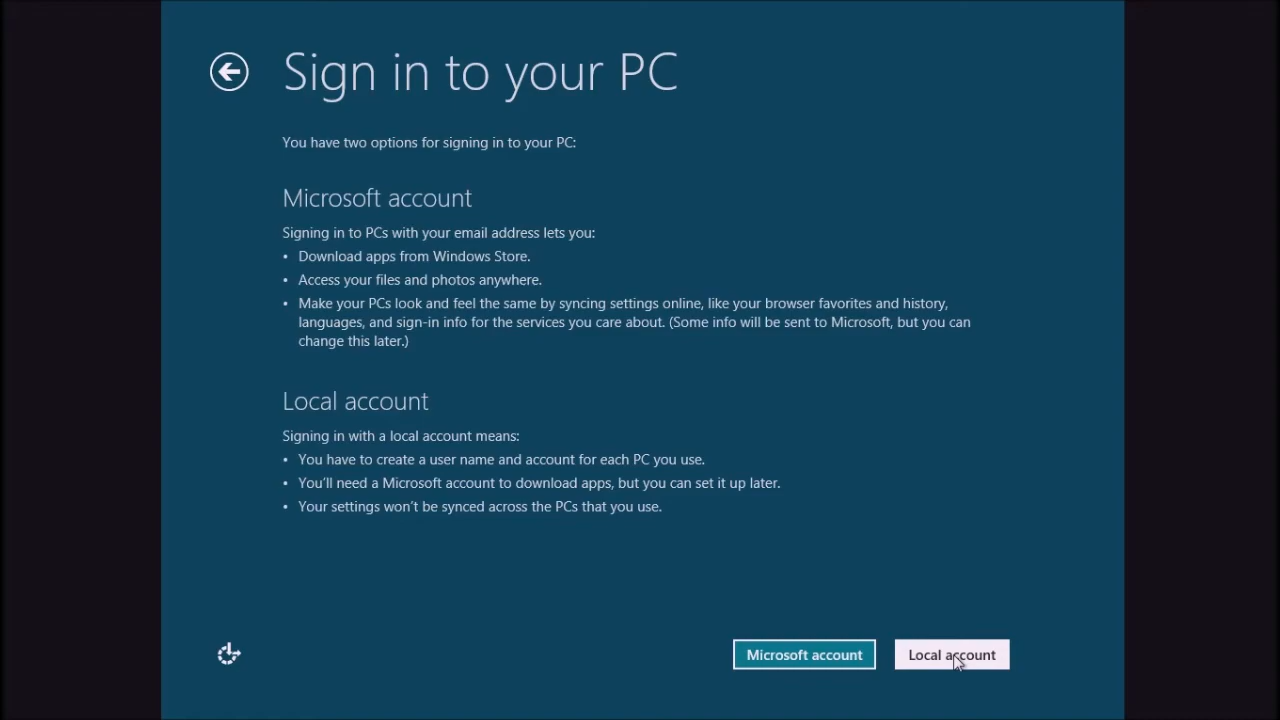 Sign in to your PC
You have two options for signing in to your PC:
Microsoft account
Signing in to PCs with your email address lets you:
• Download apps from Windows Store.
• Access your files and photos anywhere.
• Make your PCs look and feel the same by syncing settings online, like your browser favorites and history,
languages, and sign-in info for the services you care about. (Some info will be sent to Microsoft, but you can
change this later.)
Local account
Signing in with a local account means:
• You have to create a user name and account for each PC you use.
• You'll need a Microsoft account to download apps, but you can set it up later.
• Your settings won't be synced across the PCs that you use.
Microsoft account Local account